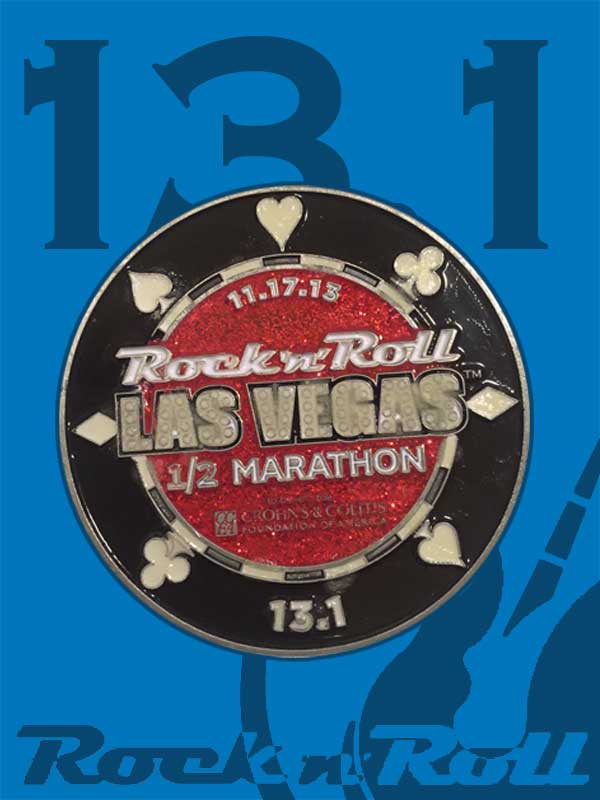 13.1
11.17.13
Rock 'n' Roll
LAS VEGAS™
1/2 MARATHON
CROHN'S & COLITIS
FOUNDATION OF AMERICA
13.1
Rock 'n' Roll